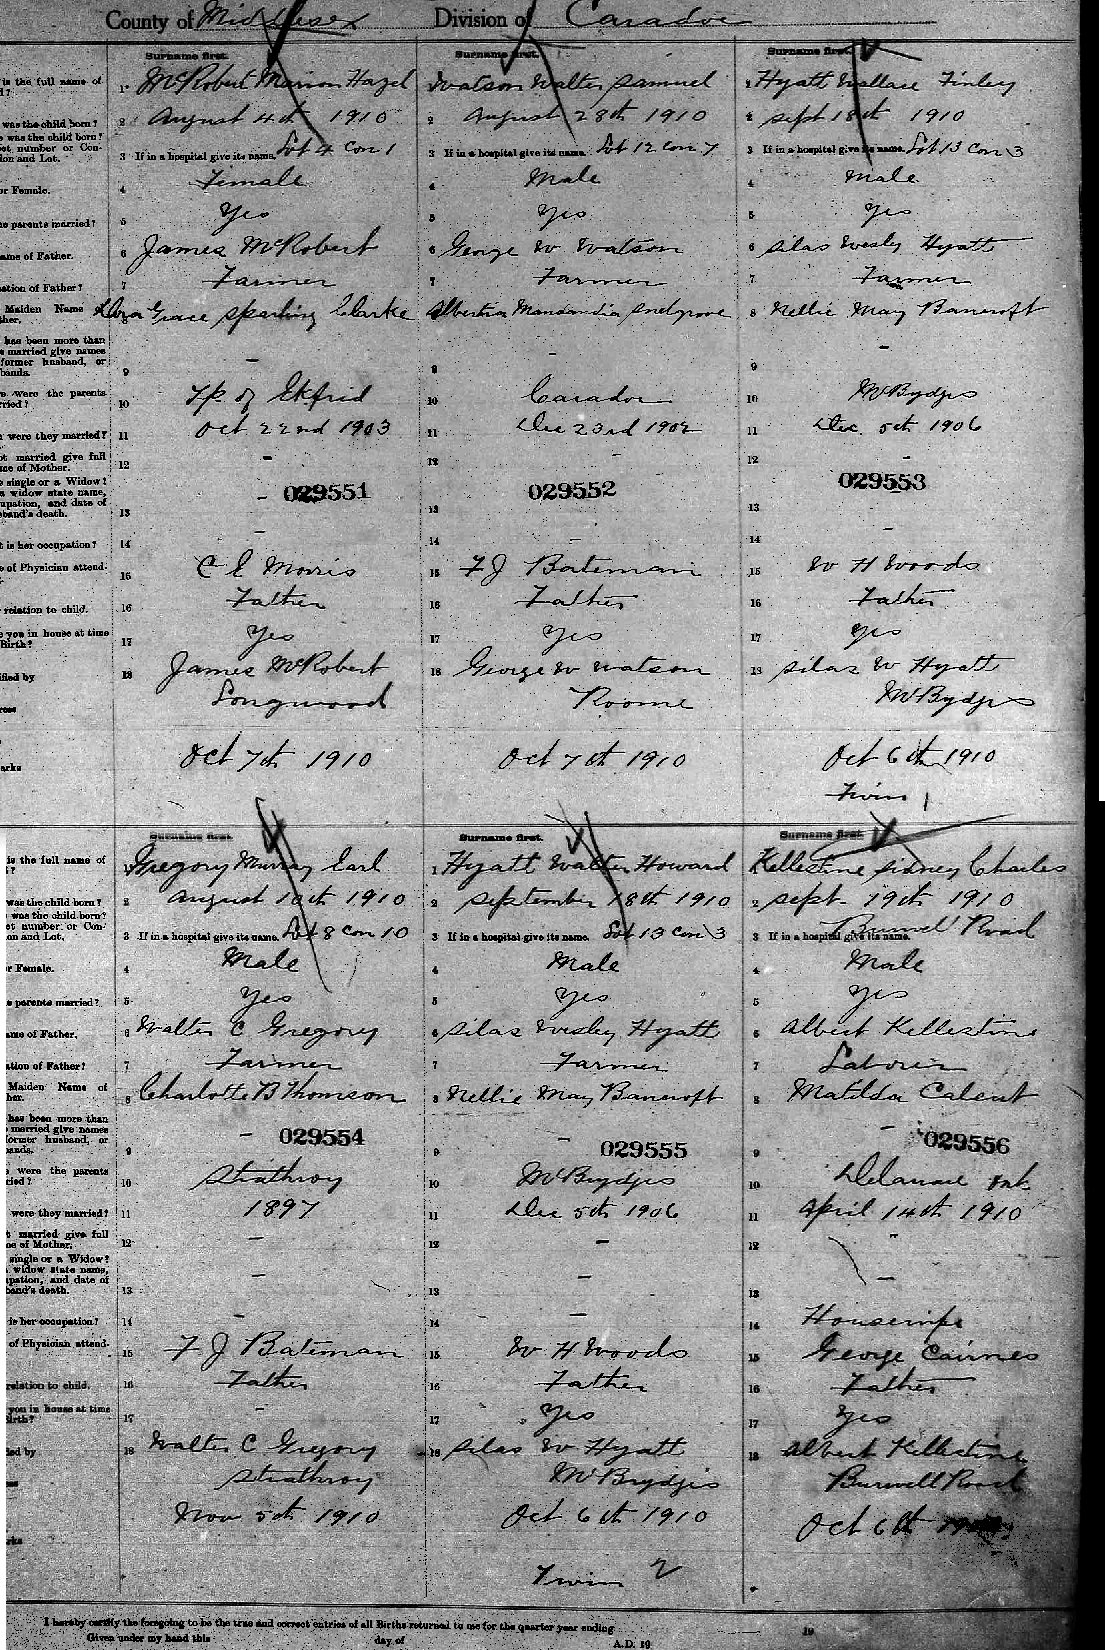 County of Middlesex Division of Caradoc
Surname first. Surname first. Surname first.
is the full name of
d?
1 McRobert Marion Hazel 1 Watson Walter Samuel 1 Hyatt Wallace Finley
was the child born? 2 August 4th 1910 2 August 28th 1910 2 Sept 18th 1910
was the child born?
et number or Con-
ion and Lot. 3 If in a hospital give its name. Lot 4 Con 1 3 If in a hospital give its name. Lot 12 Con 7 3 If in a hospital give its name. Lot 13 Con 3
or Female. 4 Female 4 Male 4 Male
e parents married? 5 Yes 5 Yes 5 Yes
ame of Father. 6 James McRobert 6 George W Watson 6 Silas Wesly Hyatt
ation of Father? 7 Farmer 7 Farmer 7 Farmer
Maiden Name of
ther. 8 Grace Sparling Clarke 8 Albertia Snelgrove 8 Nellie May Bancroft
has been more than
married give names
former husband, or
bands. 9 - 9 - 9 -
e were the parents
rried? 10 Tp. of Ekfrid 10 Caradoc 10 McBydges
n were they married? 11 Oct 22nd 1903 11 Dec 23rd 1902 11 Dec. 5th 1906
ot married give full
me of Mother. 12 - 12 - 12 -
e single or a Widow?
a widow state name,
upation, and date of
sband's death. 13 - 029551 13 029552 13 029553
t is her occupation? 14 - 14 - 14 -
e of Physician attend- 15 C E Morris 15 F J Bateman 15 W H Woods
relation to child. 16 Father 16 Father 16 Father
e you in house at time
Birth? 17 Yes 17 Yes 17 Yes
ified by 18 James McRobert 18 George W Watson 18 Silas W Hyatt
ress Longwood Roome McBydges
Oct 7th 1910 Oct 7th 1910 Oct 6th 1910
arks Twin 1
Surname first. Surname first. Surname first.
is the full name of
1 Gregory Murray Earl 1 Hyatt Walter Howard 1 Kellestine Sidney Charles
was the child born? 2 August 10th 1910 2 September 18th 1910 2 Sept. 19th 1910
was the child born?
et number or Con-
on and Lot. 3 If in a hospital give its name. Lot 8 Con 10 3 If in a hospital give its name. Lot 13 Con 3 3 If in a hospital give its name. Burwell Road
r Female. 4 Male 4 Male 4 Male
e parents married? 5 Yes 5 Yes 5 Yes
ame of Father. 6 Walter C Gregory 6 Silas Wesley Hyatt 6 Albert Kellestine
ation of Father? 7 Farmer 7 Farmer 7 Laborer
Maiden Name of
her. 8 Charlotte B Thomson 8 Nellie May Bancroft 8 Matilda Calcut
has been more than
married give names
former husband, or
bands. 9 - 029554 9 - 029555 9 - 029556
were the parents
ried? 10 Strathroy 10 McBrydges 10 Delaware Ont
were they married? 11 1897 11 Dec 5th 1906 11 April 14th 1910
t married give full
me of Mother. 12 - 12 - 12 -
single or a Widow?
widow state name,
pation, and date of
band's death. 13 - 13 - 13 -
is her occupation? 14 - 14 - 14 Housewife
of Physician attend- 15 F J Bateman 15 W H Woods 15 George Cairnes
relation to child. 16 Father 16 Father 16 Father
you in house at time
Birth? 17 - 17 Yes 17 Yes
ied by 18 Walter C Gregory 18 Silas W Hyatt 18 Albert Kellestine
Strathroy McBrydges Burwell Road
Nov 5th 1910 Oct 6th 1910 Oct 6th
rks Twin 2
I hereby certify the foregoing to be the true and correct entries of all Births returned to me for the quarter year ending 19
Given under my hand this day of A.D. 19